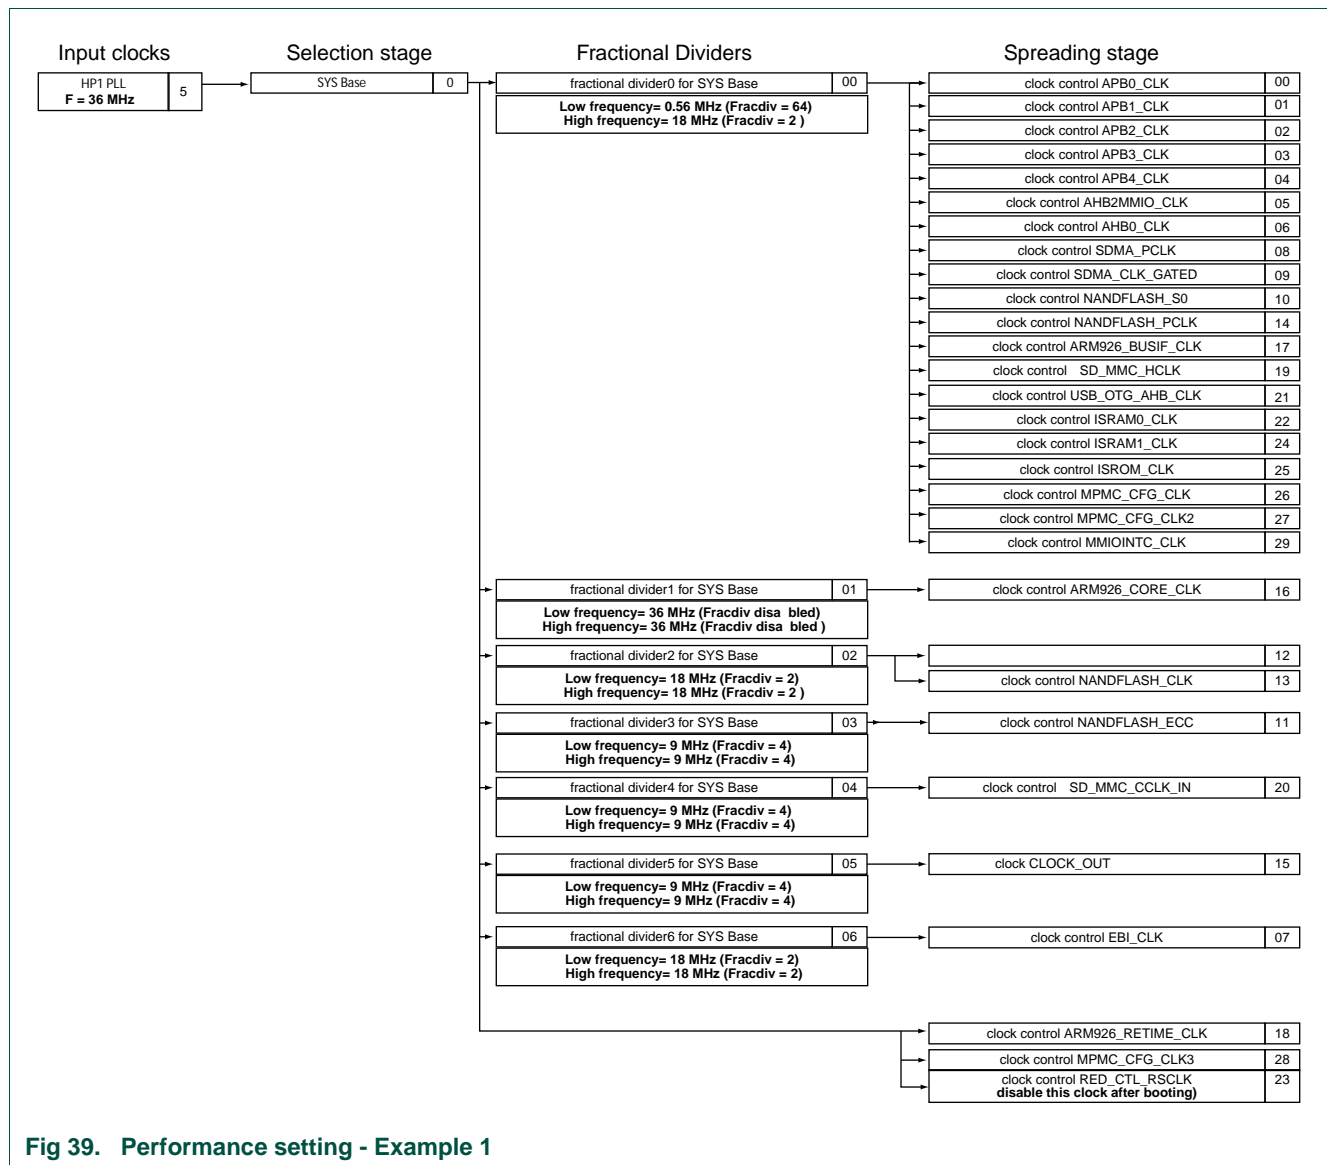 Input clocks
Selection stage
Fractional Dividers
Spreading stage
HP1 PLL
F = 36 MHz
5
SYS Base 0
fractional divider0 for SYS Base 00
Low frequency= 0.56 MHz (Fracdiv = 64)
High frequency= 18 MHz (Fracdiv = 2 )
clock control APB0_CLK 00
clock control APB1_CLK 01
clock control APB2_CLK 02
clock control APB3_CLK 03
clock control APB4_CLK 04
clock control AHB2MMIO_CLK 05
clock control AHB0_CLK 06
clock control SDMA_PCLK 08
clock control SDMA_CLK_GATED 09
clock control NANDFLASH_S0 10
clock control NANDFLASH_PCLK 14
clock control ARM926_BUSIF_CLK 17
clock control SD_MMC_HCLK 19
clock control USB_OTG_AHB_CLK 21
clock control ISRAM0_CLK 22
clock control ISRAM1_CLK 24
clock control ISROM_CLK 25
clock control MPMC_CFG_CLK 26
clock control MPMC_CFG_CLK2 27
clock control MMIOINTC_CLK 29
fractional divider1 for SYS Base 01
Low frequency= 36 MHz (Fracdiv disa bled)
High frequency= 36 MHz (Fracdiv disa bled )
clock control ARM926_CORE_CLK 16
fractional divider2 for SYS Base 02
Low frequency= 18 MHz (Fracdiv = 2)
High frequency= 18 MHz (Fracdiv = 2 )
12
clock control NANDFLASH_CLK 13
fractional divider3 for SYS Base 03
Low frequency= 9 MHz (Fracdiv = 4)
High frequency= 9 MHz (Fracdiv = 4)
clock control NANDFLASH_ECC 11
fractional divider4 for SYS Base 04
Low frequency= 9 MHz (Fracdiv = 4)
High frequency= 9 MHz (Fracdiv = 4)
clock control SD_MMC_CCLK_IN 20
fractional divider5 for SYS Base 05
Low frequency= 9 MHz (Fracdiv = 4)
High frequency= 9 MHz (Fracdiv = 4)
clock CLOCK_OUT 15
fractional divider6 for SYS Base 06
Low frequency= 18 MHz (Fracdiv = 2)
High frequency= 18 MHz (Fracdiv = 2)
clock control EBI_CLK 07
clock control ARM926_RETIME_CLK 18
clock control MPMC_CFG_CLK3 28
clock control RED_CTL_RSCLK 23
disable this clock after booting)
Fig 39. Performance setting - Example 1